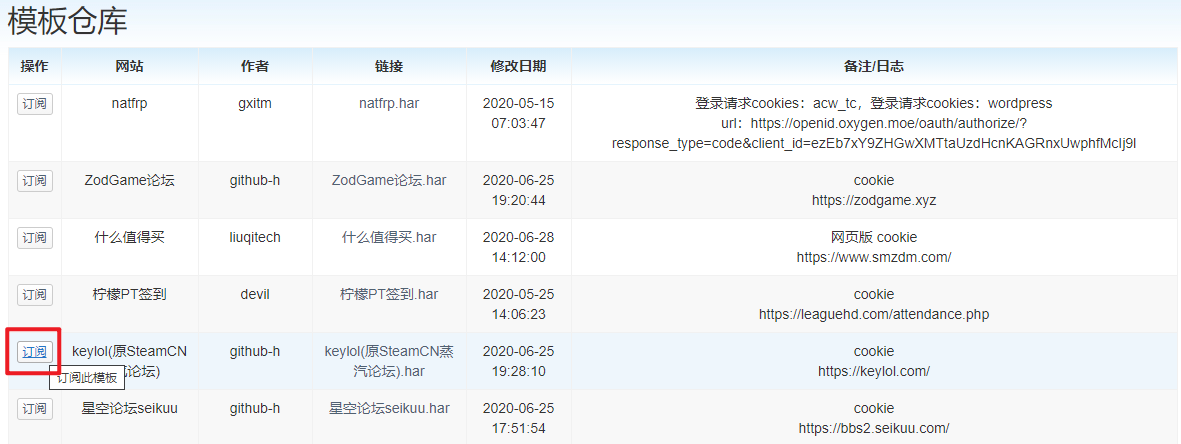 模板仓库
操作 网站 作者 链接 修改日期 备注/日志
订阅 natfrp gxitm natfrp.har 2020-05-15 登录请求cookies：acw_tc，登录请求cookies：wordpress
07:03:47 url：https://openid.oxygen.moe/oauth/authorize/?
response_type=code&client_id=ezEb7xY9ZHGwXMTtaUzdHcnKAGRnxUwphfMcIj9I
订阅 ZodGame论坛 github-h ZodGame论坛.har 2020-06-25 cookie
19:20:44 https://zodgame.xyz
订阅 什么值得买 liuqitech 什么值得买.har 2020-06-28 网页版 cookie
14:12:00 https://www.smzdm.com/
订阅 柠檬PT签到 devil 柠檬PT签到.har 2020-05-25 cookie
14:06:23 https://leaguehd.com/attendance.php
订阅 keylol(原SteamCN github-h keylol(原SteamCN蒸 2020-06-25 cookie
汽论坛) 汽论坛).har 19:28:10 https://keylol.com/
订阅此模板
订阅 星空论坛seikuu github-h 星空论坛seikuu.har 2020-06-25 cookie
17:51:54 https://bbs2.seikuu.com/